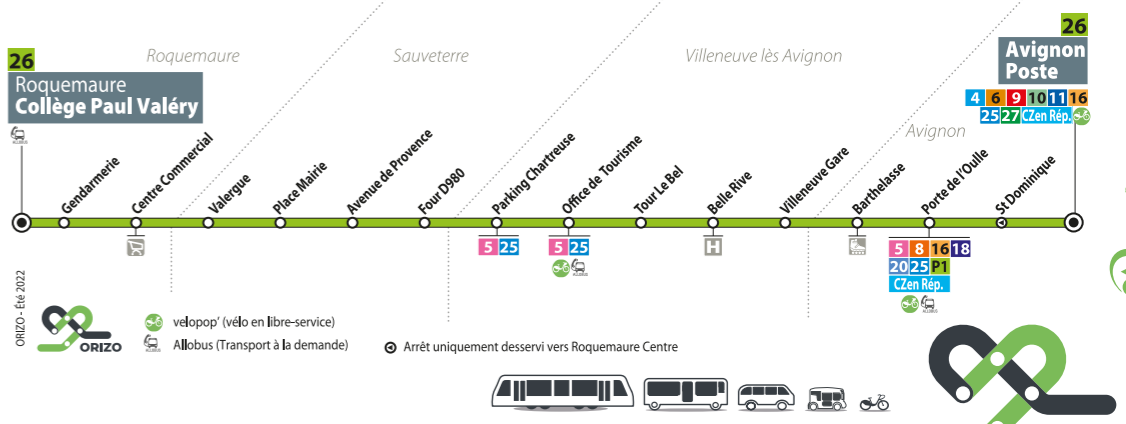 26
Roquemaure
Collège Paul Valéry
ALLOBUS
Roquemaure
Sauveterre
Villeneuve lès Avignon
Avignon
26
Avignon
Poste
4 6 9 10 11 16
25 27 CZen Rép.
Gendarmerie
Centre Commercial
Valergue
Place Mairie
Avenue de Provence
Four D980
Parking Chartreuse
Office de Tourisme
Tour Le Bel
Belle Rive
Villeneuve Gare
Barthelasse
Porte de l'Oulle
St Dominique
5 25
5 25
ALLOBUS
H
5 8 16 18
20 25 P1
CZen Rép.
ALLOBUS
ORIZO - Été 2022
ORIZO
velopop' (vélo en libre-service)
ALLOBUS
Allobus (Transport à la demande)
Arrêt uniquement desservi vers Roquemaure Centre